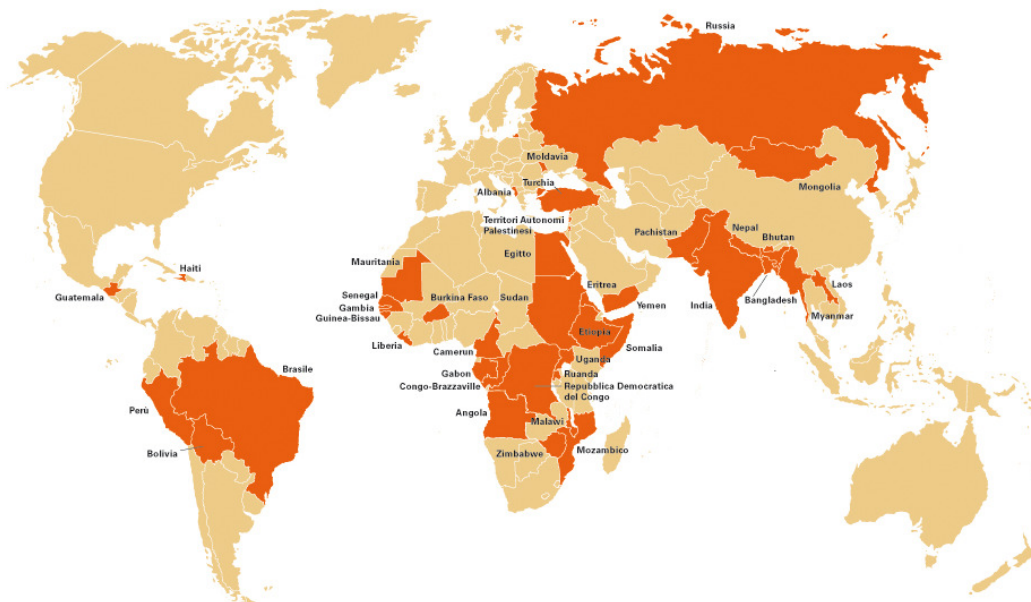 Russia
Moldavia
Turchia
Albania
Mongolia
Territori Autonomi
Palestinesi
Pachistan
Nepal
Bhutan
Egitto
Mauritania
Haiti
Eritrea
Laos
Guatemala
Senegal
Burkina Faso
Sudan
Gambia
Yemen
India
Bangladesh
Guinea-Bissau
Myanmar
Etiopia
Liberia
Somalia
Camerun
Uganda
Brasile
Gabon
Ruanda
Congo-Brazzaville
Repubblica Democratica
del Congo
Perù
Angola
Malawi
Bolivia
Zimbabwe
Mozambico